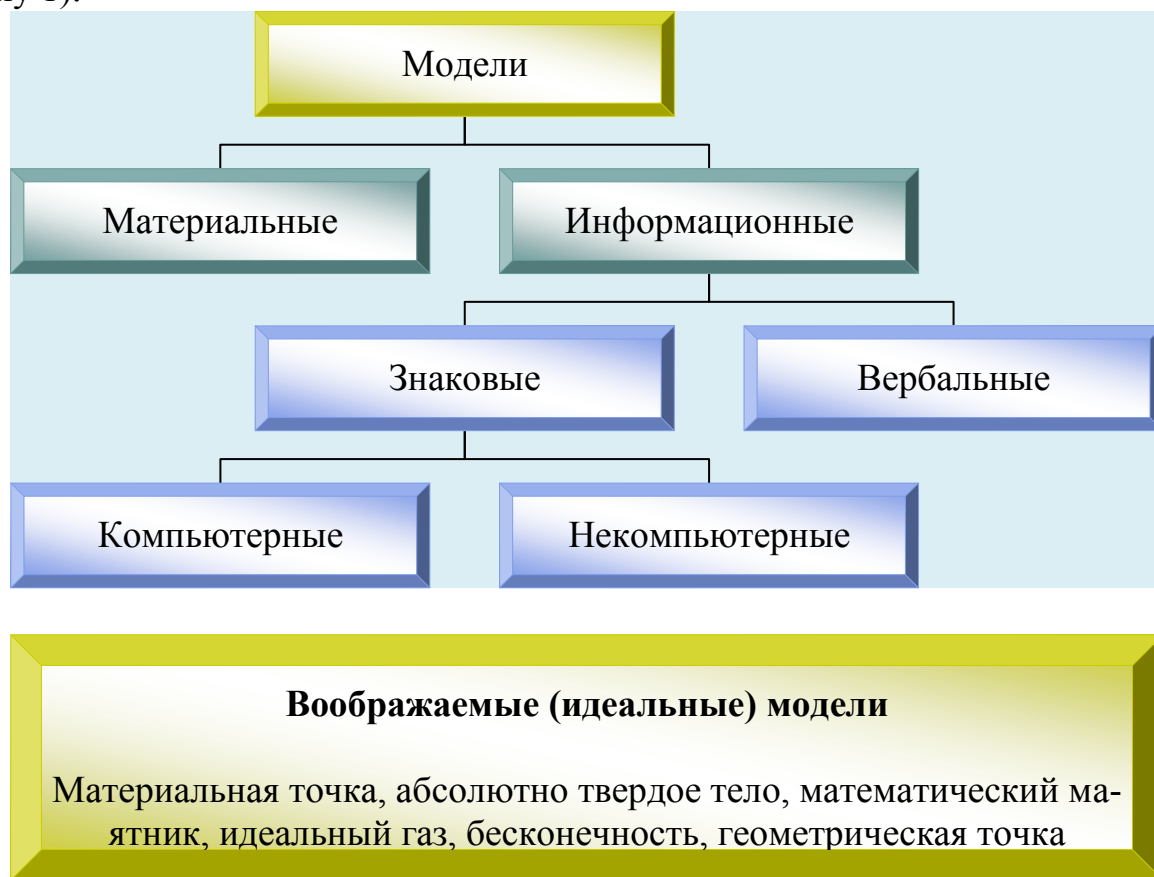 Модели
Материальные
Информационные
Знаковые
Вербальные
Компьютерные
Некомпьютерные
Воображаемые (идеальные) модели
Материальная точка, абсолютно твердое тело, математический ма-
ятник, идеальный газ, бесконечность, геометрическая точка